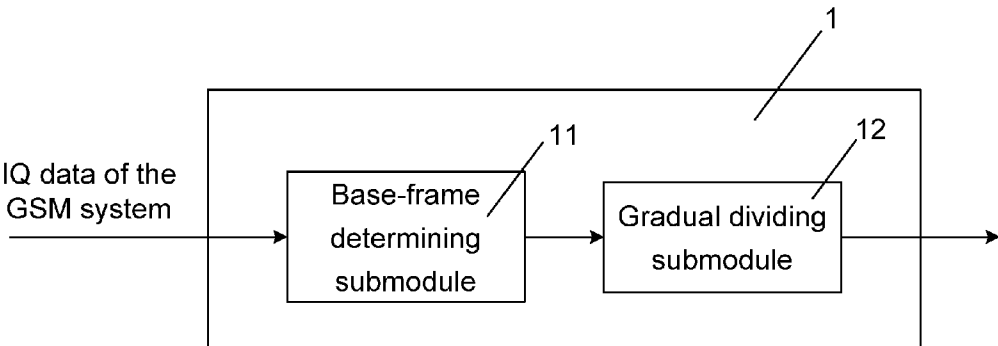 1
11
12
IQ data of the
GSM system
Base-frame
determining
submodule
Gradual dividing
submodule